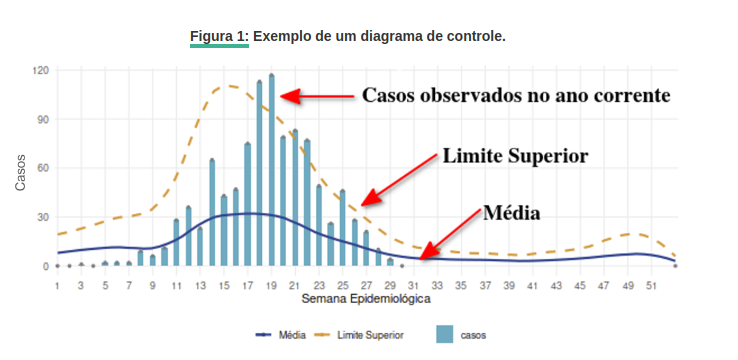 Figura 1: Exemplo de um diagrama de controle.
120
90
60
30
0
Casos
Casos observados no ano corrente
Limite Superior
Média
1 3 5 7 9 11 13 15 17 19 21 23 25 27 29 31 33 35 37 39 41 43 45 47 49 51
Semana Epidemiológica
Média Limite Superior casos